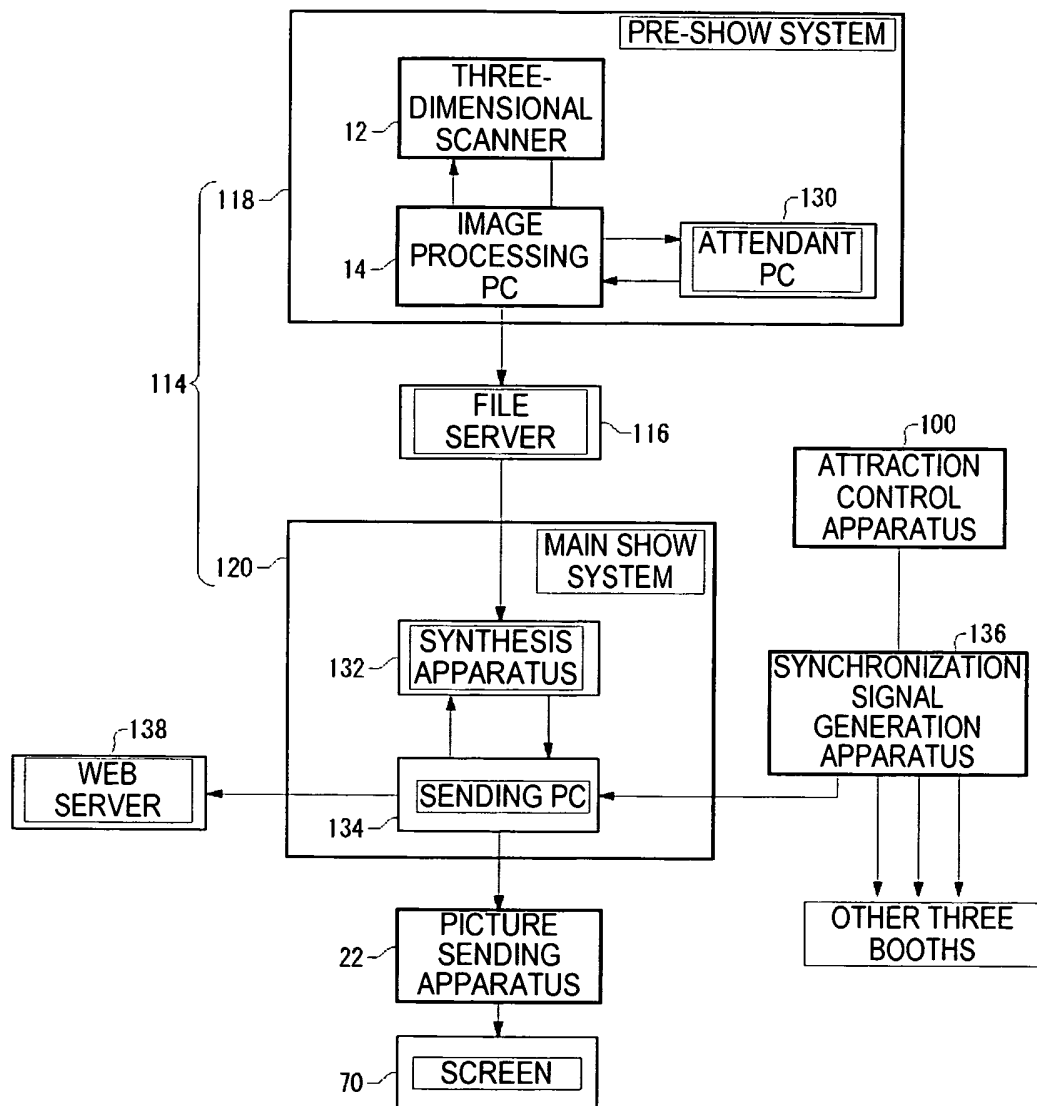 PRE-SHOW SYSTEM
THREE-
DIMENSIONAL
SCANNER
12
118
130
IMAGE
PROCESSING
PC
14
ATTENDANT
PC
114
FILE
SERVER
116
100
ATTRACTION
CONTROL
APPARATUS
120
MAIN SHOW
SYSTEM
132
SYNTHESIS
APPARATUS
136
SYNCHRONIZATION
SIGNAL
GENERATION
APPARATUS
138
WEB
SERVER
SENDING PC
134
OTHER THREE
BOOTHS
22
PICTURE
SENDING
APPARATUS
70
SCREEN